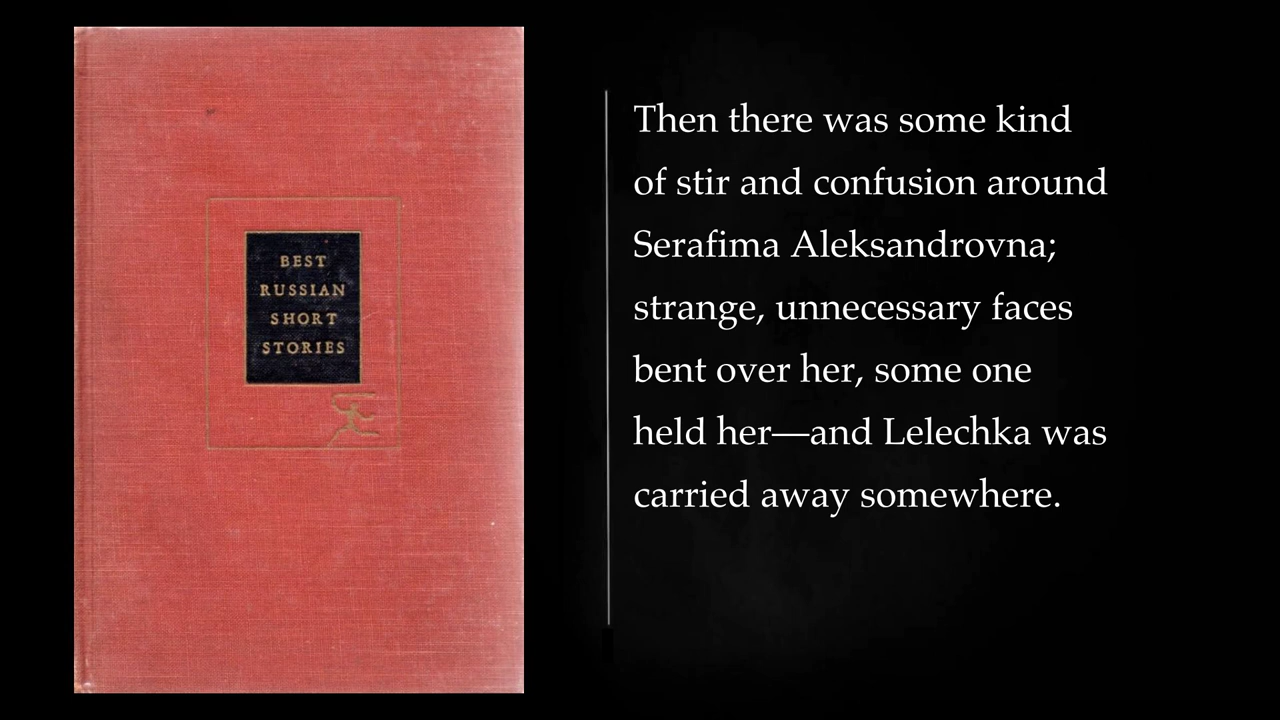 BEST
RUSSIAN
SHORT
STORIES
Then there was some kind
of stir and confusion around
Serafima Aleksandrovna;
strange, unnecessary faces
bent over her, some one
held her—and Lelechka was
carried away somewhere.